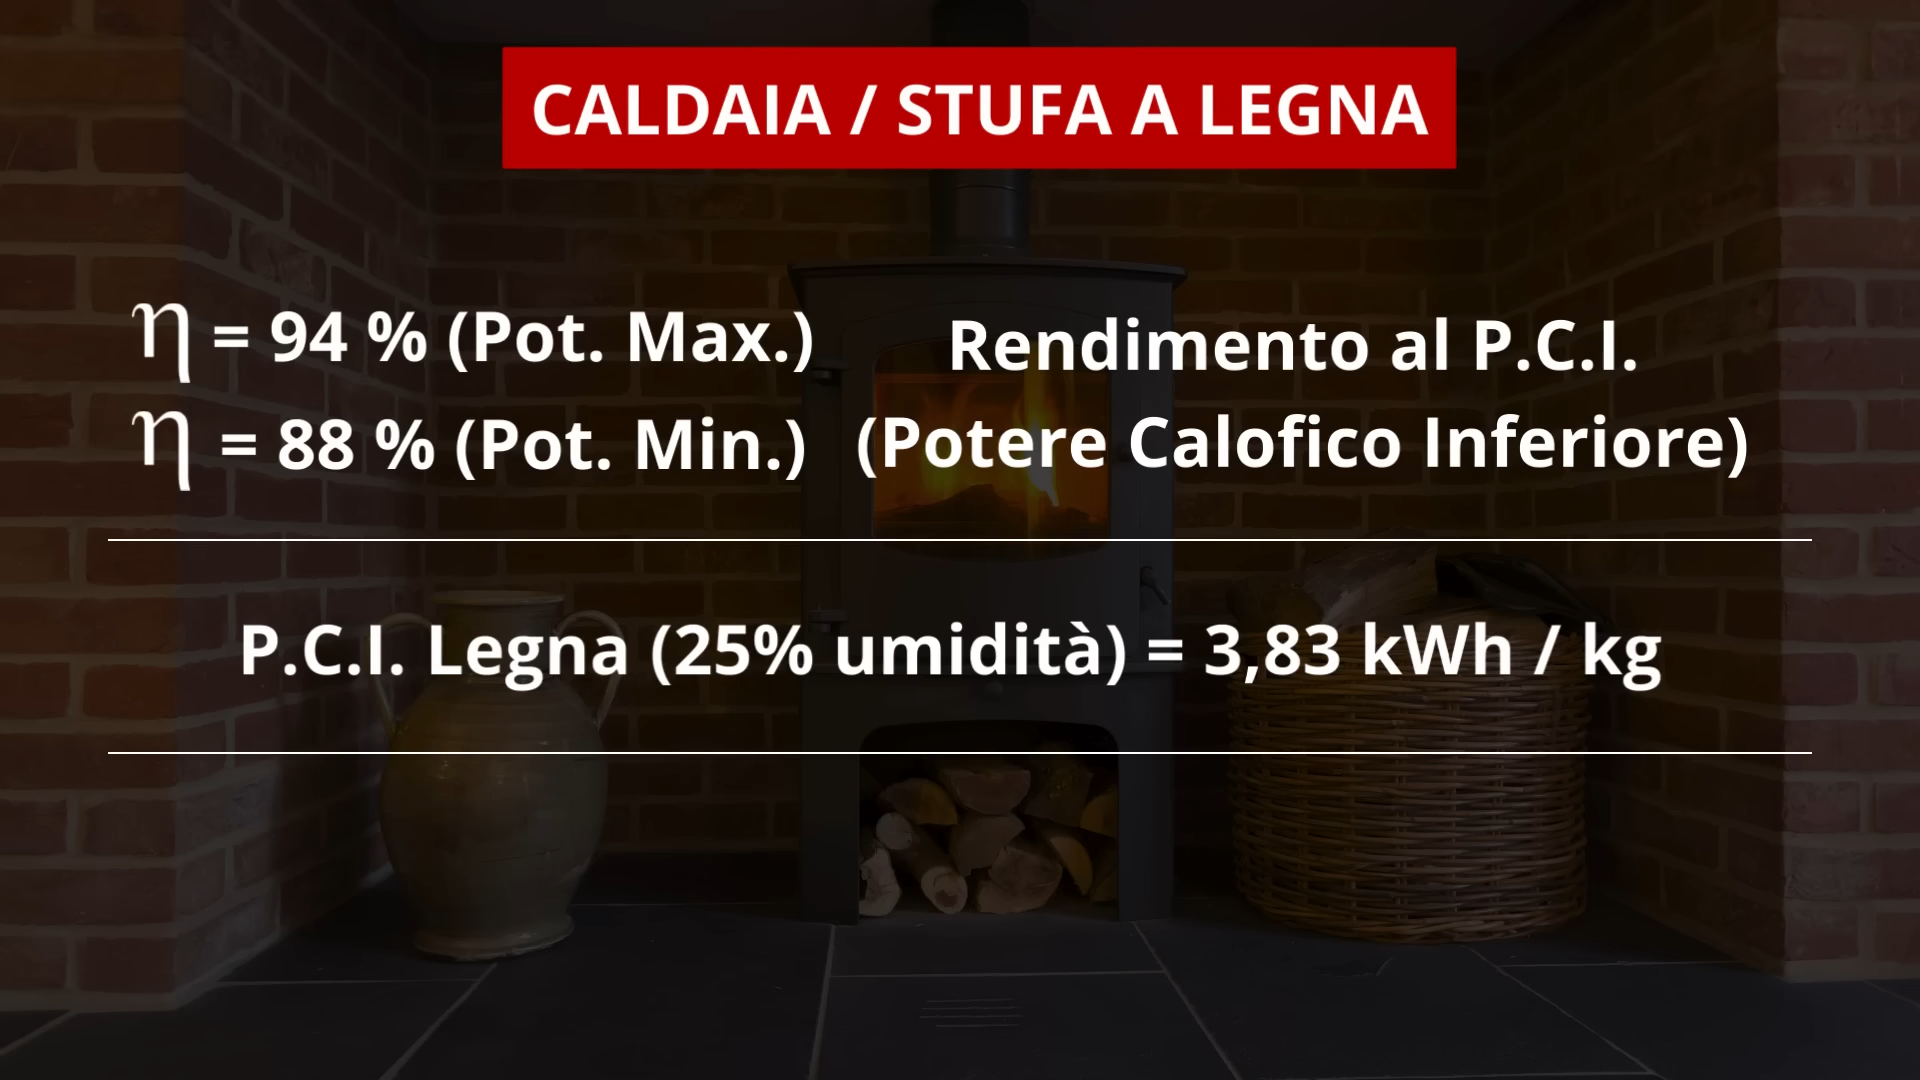 CALDAIA / STUFA A LEGNA
η = 94 % (Pot. Max.)
η = 88 % (Pot. Min.)
Rendimento al P.C.I.
(Potere Calofico Inferiore)
P.C.I. Legna (25% umidità) = 3,83 kWh / kg